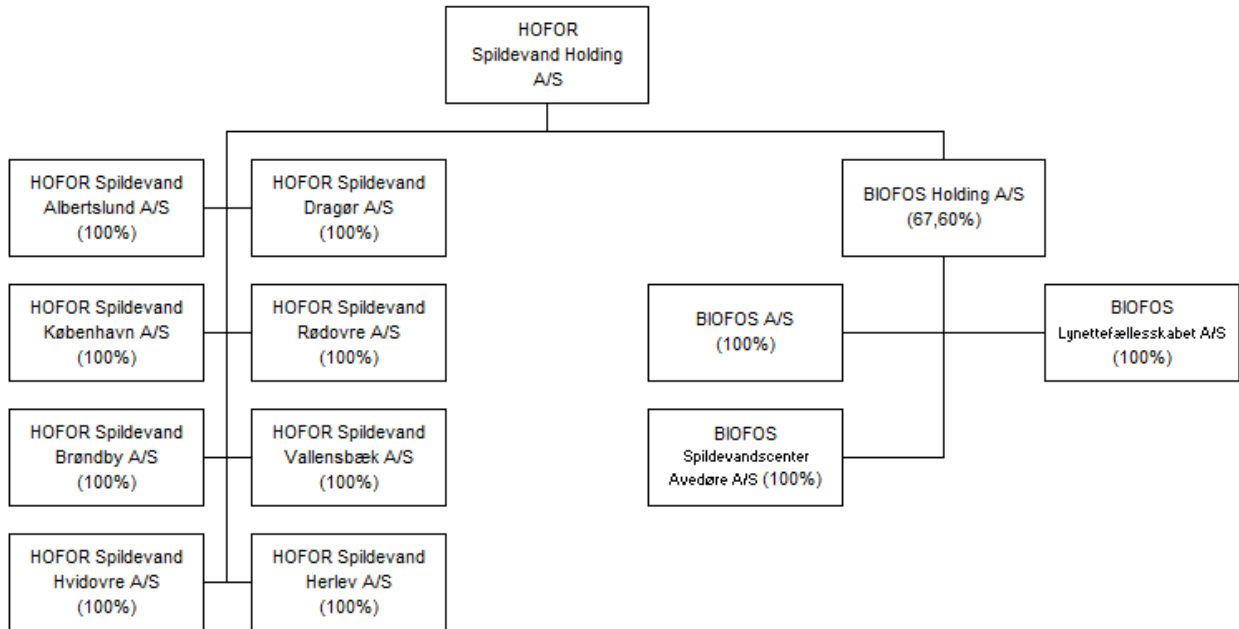 HOFOR
Spildevand Holding
A/S
HOFOR Spildevand
Albertslund A/S
(100%)
HOFOR Spildevand
Dragør A/S
(100%)
BIOFOS Holding A/S
(67,60%)
HOFOR Spildevand
København A/S
(100%)
HOFOR Spildevand
Rødovre A/S
(100%)
BIOFOS A/S
(100%)
BIOFOS
Lynettefællesskabet A/S
(100%)
HOFOR Spildevand
Brøndby A/S
(100%)
HOFOR Spildevand
Vallensbæk A/S
(100%)
BIOFOS
Spildevandscenter
Avedøre A/S (100%)
HOFOR Spildevand
Hvidovre A/S
(100%)
HOFOR Spildevand
Herlev A/S
(100%)